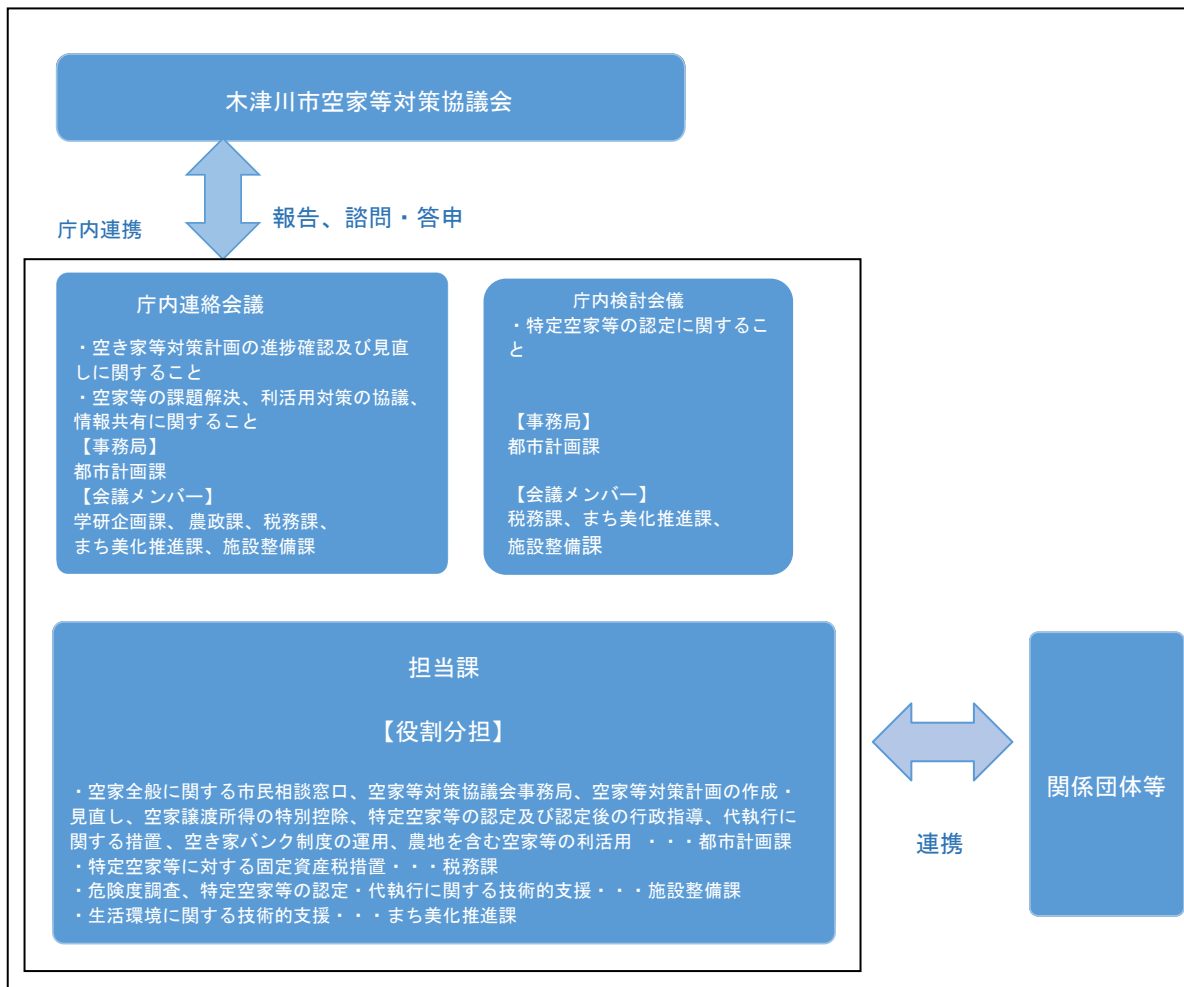 木津川市空家等対策協議会
報告、諮問・答申
庁内連携
庁内連絡会議
・空き家等対策計画の進捗確認及び見直
しに関すること
・空家等の課題解決、利活用対策の協議、
情報共有に関すること
【事務局】
都市計画課
【会議メンバー】
学研企画課、農政課、税務課、
まち美化推進課、施設整備課
庁内検討会儀
・特定空家等の認定に関するこ
と
【事務局】
都市計画課
【会議メンバー】
税務課、まち美化推進課、
施設整備課
担当課
【役割分担】
・空家全般に関する市民相談窓口、空家等対策協議会事務局、空家等対策計画の作成・
見直し、空家譲渡所得の特別控除、特定空家等の認定及び認定後の行政指導、代執行に
関する措置、空き家バンク制度の運用、農地を含む空家等の利活用 ・・・都市計画課
・特定空家等に対する固定資産税措置・・・税務課
・危険度調査、特定空家等の認定・代執行に関する技術的支援・・・施設整備課
・生活環境に関する技術的支援・・・まち美化推進課
連携
関係団体等